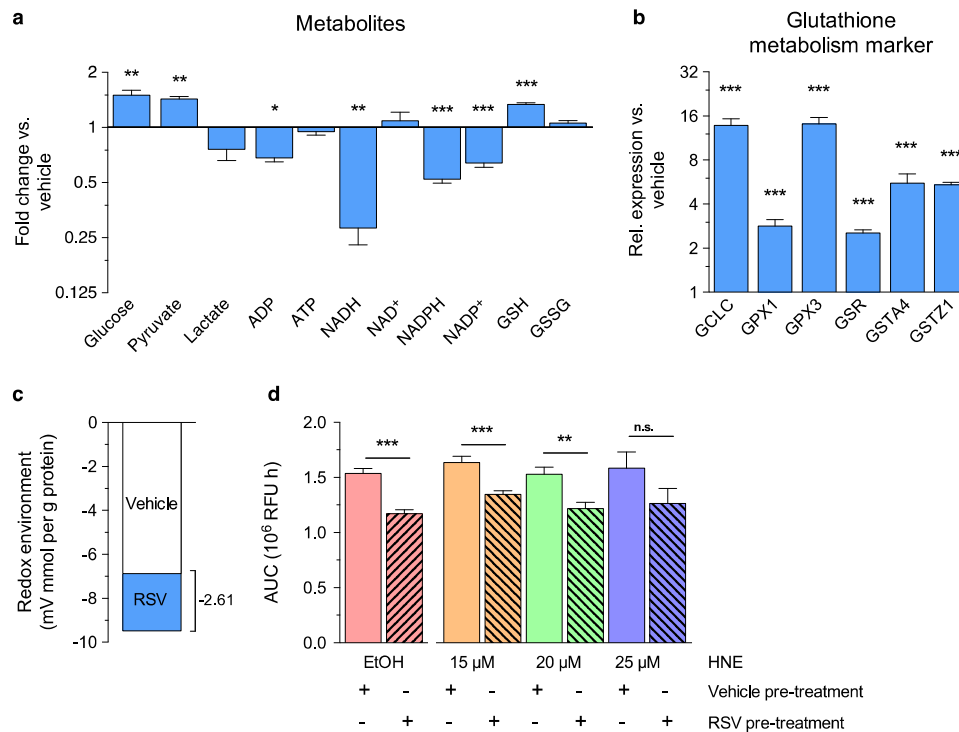 a
Metabolites
Fold change vs.
vehicle
2
1
0.5
0.25
0.125
**
**
*
**
***
***
***
Glucose
Pyruvate
Lactate
ADP
ATP
NADH
NAD⁺
NADPH
NADP⁺
GSH
GSSG
b
Glutathione
metabolism marker
Rel. expression vs.
vehicle
32
16
8
4
2
1
***
***
***
***
***
***
GCLC
GPX1
GPX3
GSR
GSTA4
GSTZ1
c
Redox environment
(mV mmol per g protein)
0
-2
-4
-6
-8
-10
Vehicle
RSV
-2.61
d
AUC (10⁶ RFU h)
2.0
1.5
1.0
0.5
0.0
***
***
**
n.s.
EtOH 15 µM 20 µM 25 µM HNE
+ - + - + - + - Vehicle pre-treatment
- + - + - + - + RSV pre-treatment